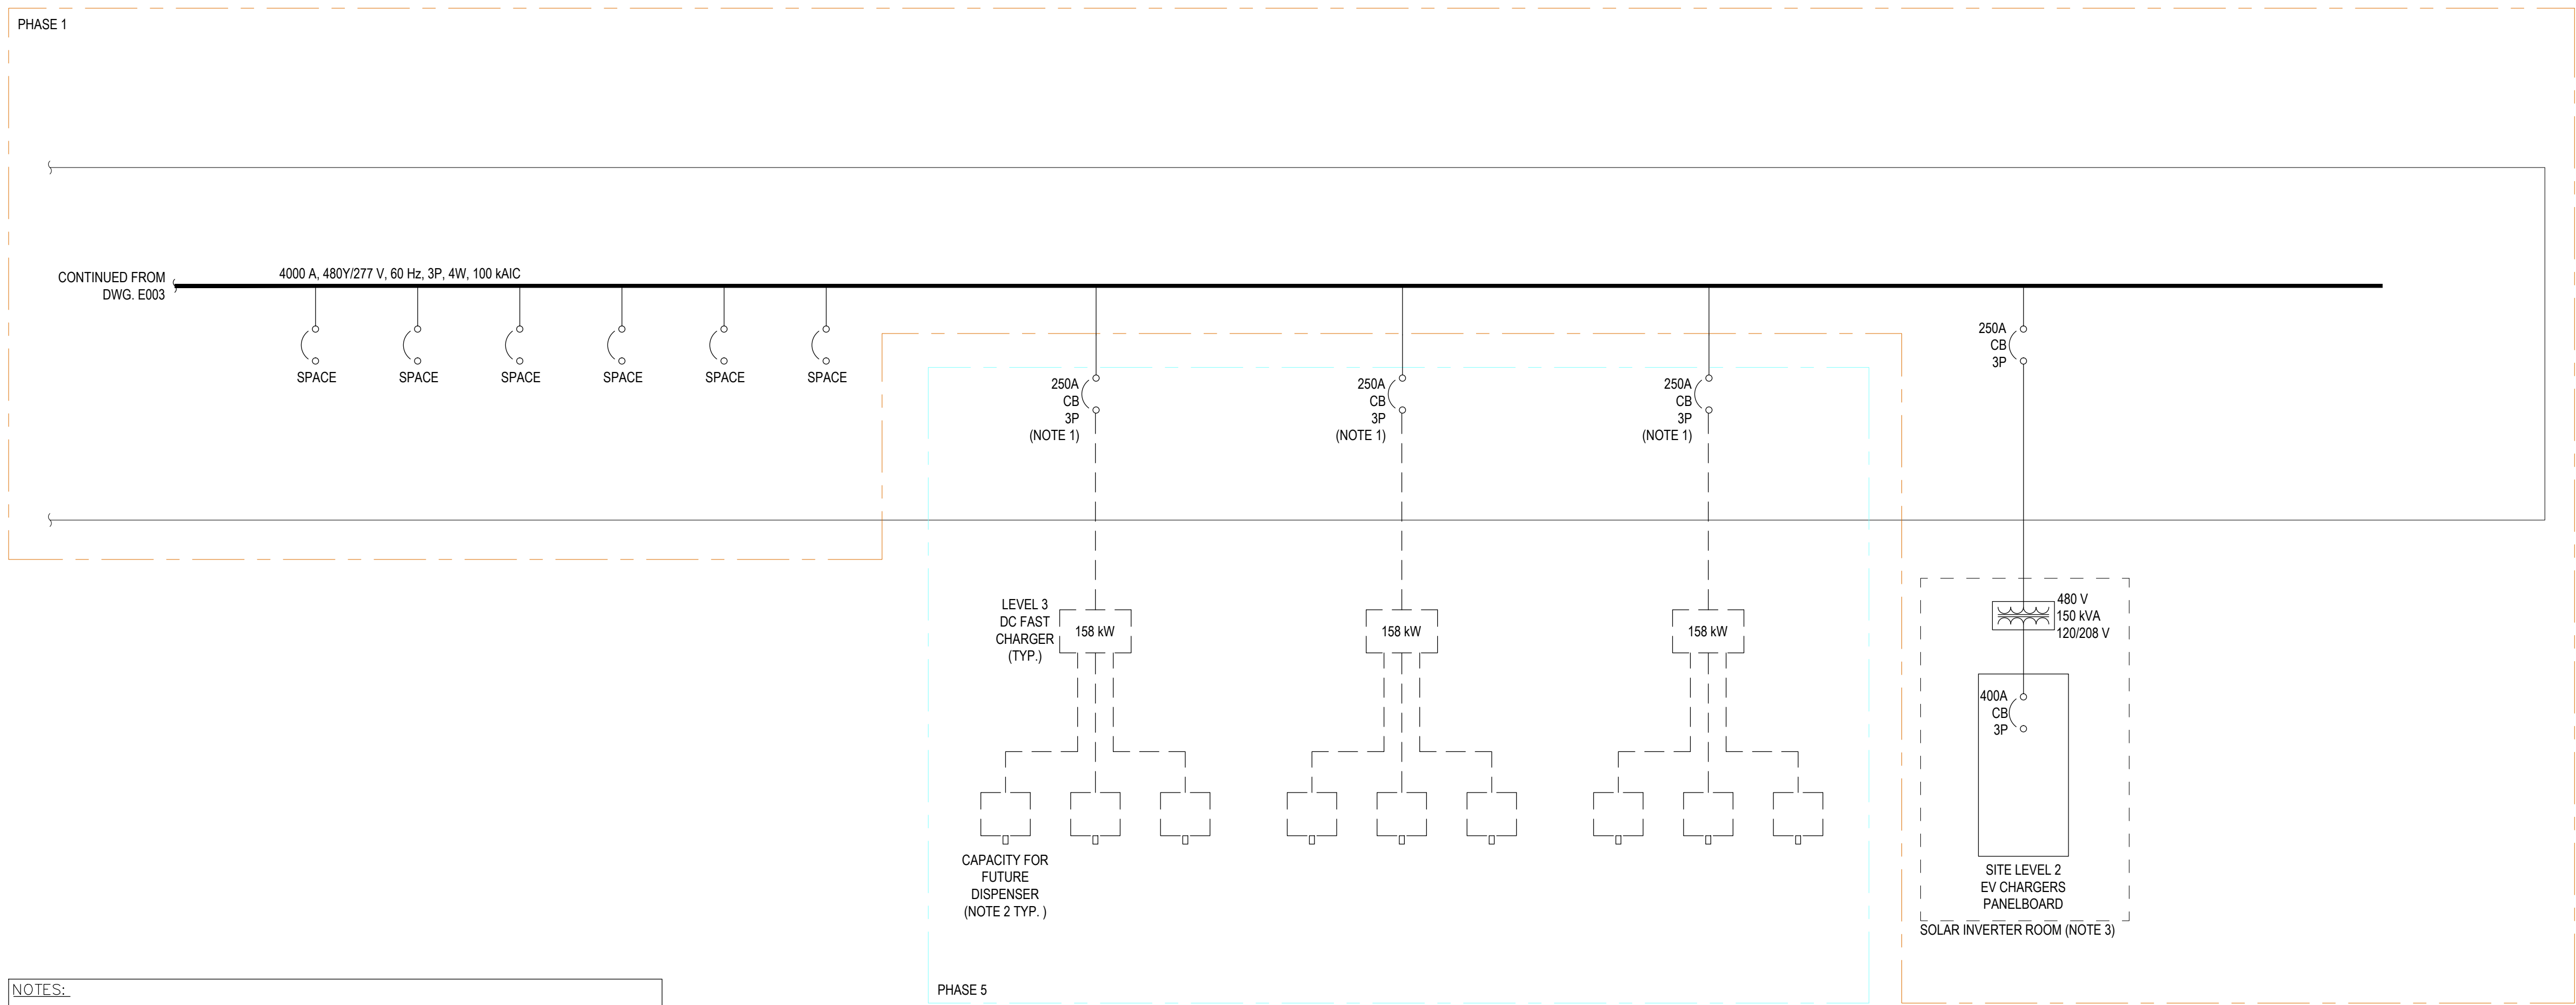 PHASE 1
CONTINUED FROM
DWG. E003
4000 A, 480Y/277 V, 60 Hz, 3P, 4W, 100 kAIC
SPACE
SPACE
SPACE
SPACE
SPACE
SPACE
250A
CB
3P
(NOTE 1)
250A
CB
3P
(NOTE 1)
250A
CB
3P
(NOTE 1)
250A
CB
3P
LEVEL 3
DC FAST
CHARGER
(TYP.)
158 kW
158 kW
158 kW
480 V
150 kVA
120/208 V
400A
CB
3P
CAPACITY FOR
FUTURE
DISPENSER
(NOTE 2 TYP. )
SITE LEVEL 2
EV CHARGERS
PANELBOARD
SOLAR INVERTER ROOM (NOTE 3)
PHASE 5
NOTES: